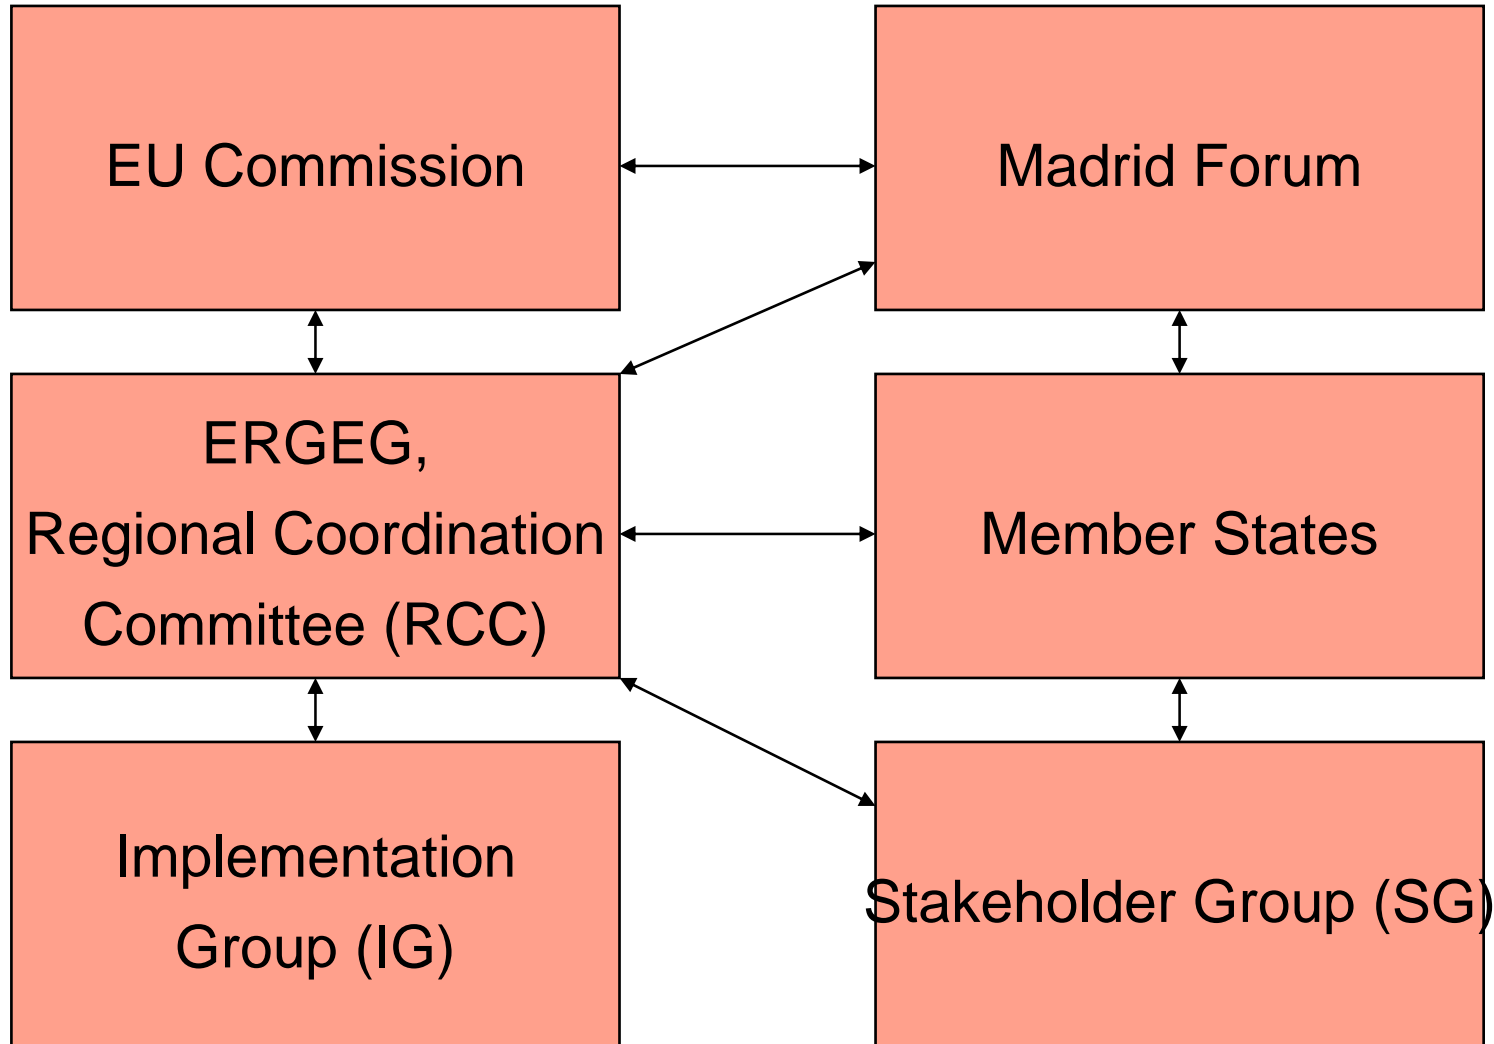 EU Commission
Madrid Forum
ERGEG,
Regional Coordination
Committee (RCC)
Member States
Implementation
Group (IG)
Stakeholder Group (SG)